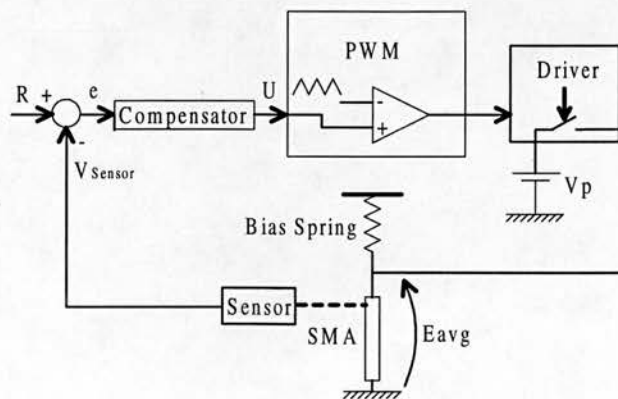 PWM
Driver
R
+
e
Compensator
U
-
+
-
V Sensor
Vp
Bias Spring
Sensor
SMA
Eavg